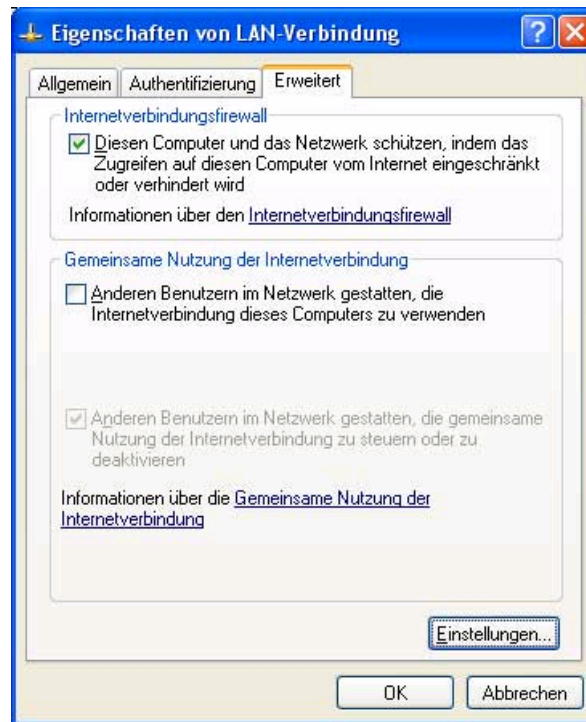 Eigenschaften von LAN-Verbindung
Allgemein
Authentifizierung
Erweitert
Internetverbindungsfirewall
Diesen Computer und das Netzwerk schützen, indem das
Zugreifen auf diesen Computer vom Internet eingeschränkt
oder verhindert wird
Informationen über den Internetverbindungsfirewall
Gemeinsame Nutzung der Internetverbindung
Anderen Benutzern im Netzwerk gestatten, die
Internetverbindung dieses Computers zu verwenden
Anderen Benutzern im Netzwerk gestatten, die gemeinsame
Nutzung der Internetverbindung zu steuern oder zu
deaktivieren
Informationen über die Gemeinsame Nutzung der
Internetverbindung
Einstellungen...
OK
Abbrechen